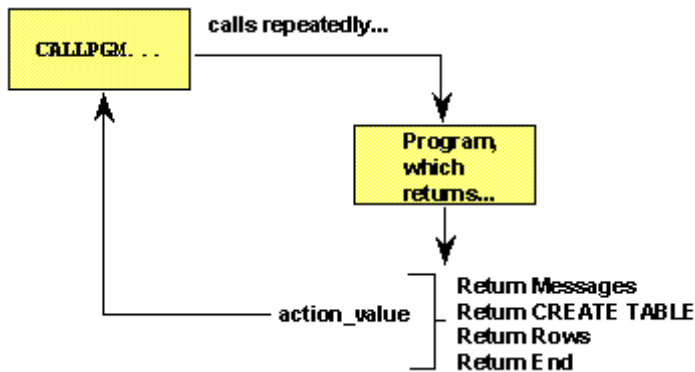 calls repeatedly...
CALLPGM...
Program,
which
returns...
action_value
Return Messages
Return CREATE TABLE
Return Rows
Return End